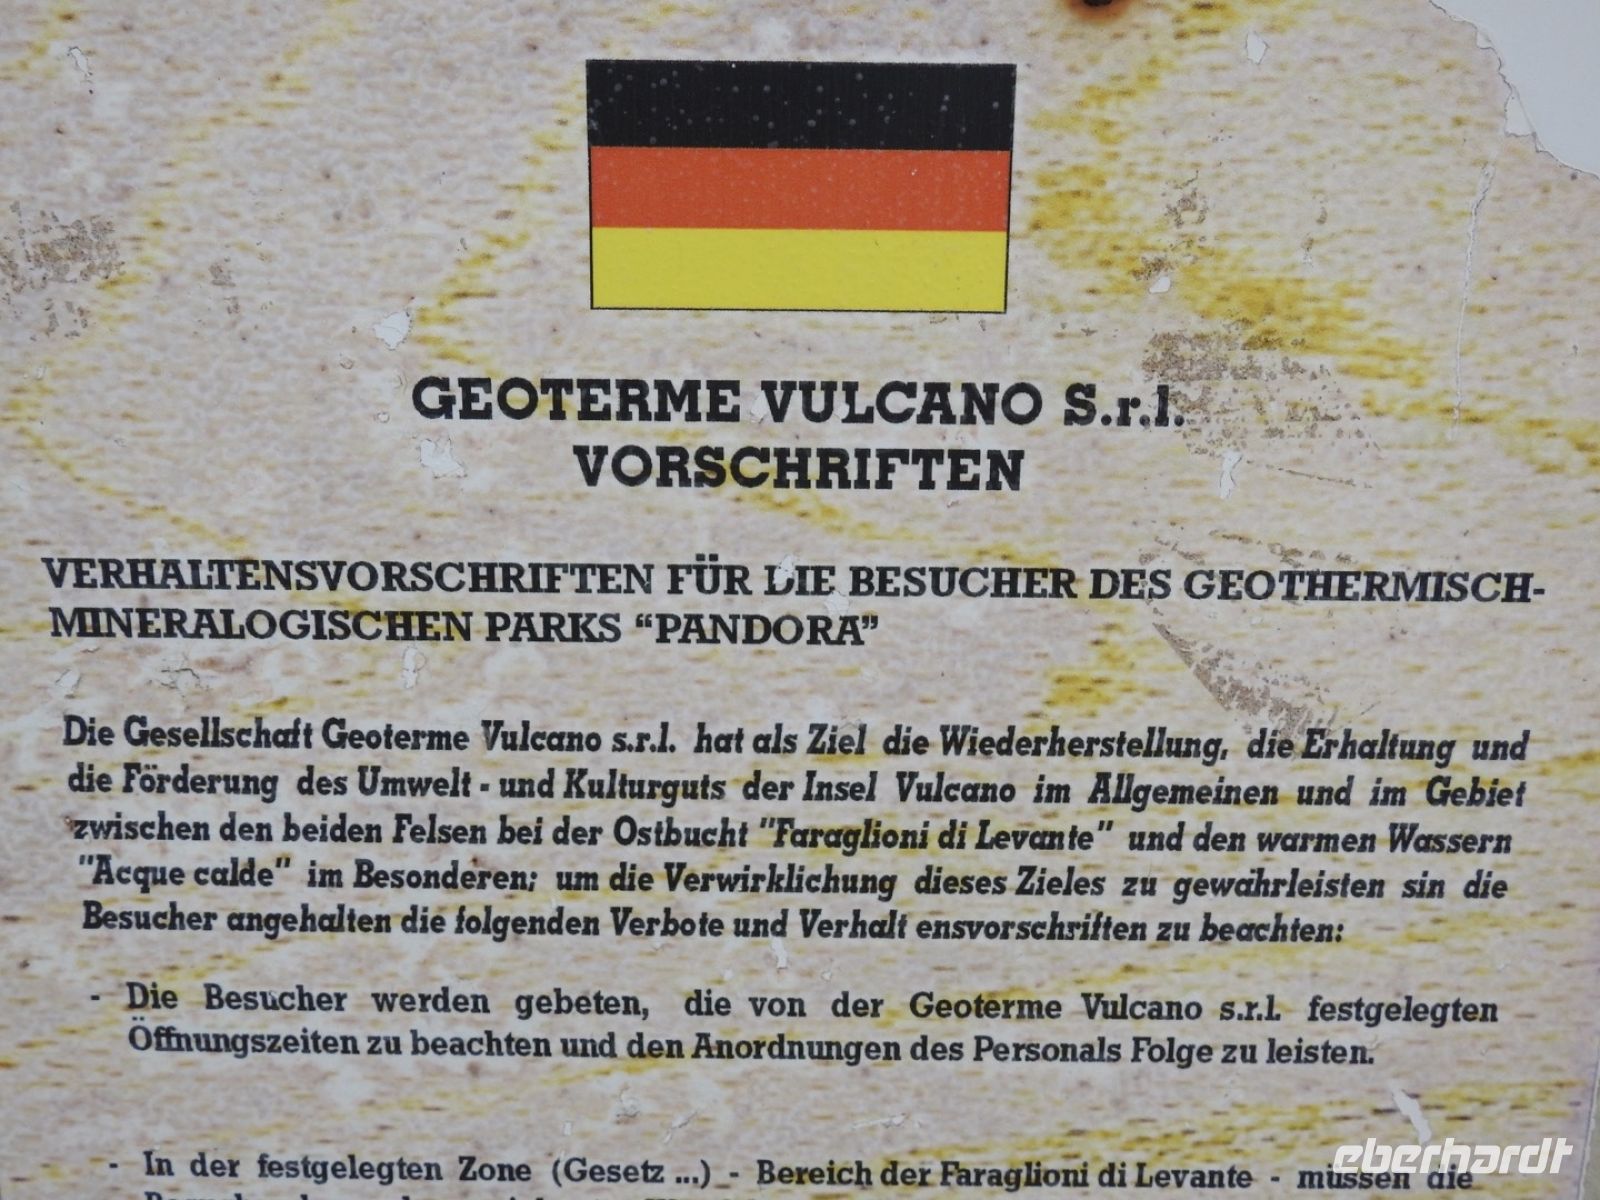 GEOTERME VULCANO S.r.l.
VORSCHRIFTEN
VERHALTENSVORSCHRIFTEN FÜR DIE BESUCHER DES GEOTHERMISCH-
MINERALOGISCHEN PARKS “PANDORA”
Die Gesellschaft Geoterme Vulcano s.r.l. hat als Ziel die Wiederherstellung, die Erhaltung und
die Förderung des Umwelt - und Kulturguts der Insel Vulcano im Allgemeinen und im Gebiet
zwischen den beiden Felsen bei der Ostbucht "Faraglioni di Levante" und den warmen Wassern
"Acque calde" im Besonderen; um die Verwirklichung dieses Zieles zu gewährleisten sin die
Besucher angehalten die folgenden Verbote und Verhalt ensvorschriften zu beachten:
- Die Besucher werden gebeten, die von der Geoterme Vulcano s.r.l. festgelegten
Öffnungszeiten zu beachten und den Anordnungen des Personals Folge zu leisten.
- In der festgelegten Zone (Gesetz ...) - Bereich der Faraglioni di Levante - müssen die
eberhardt